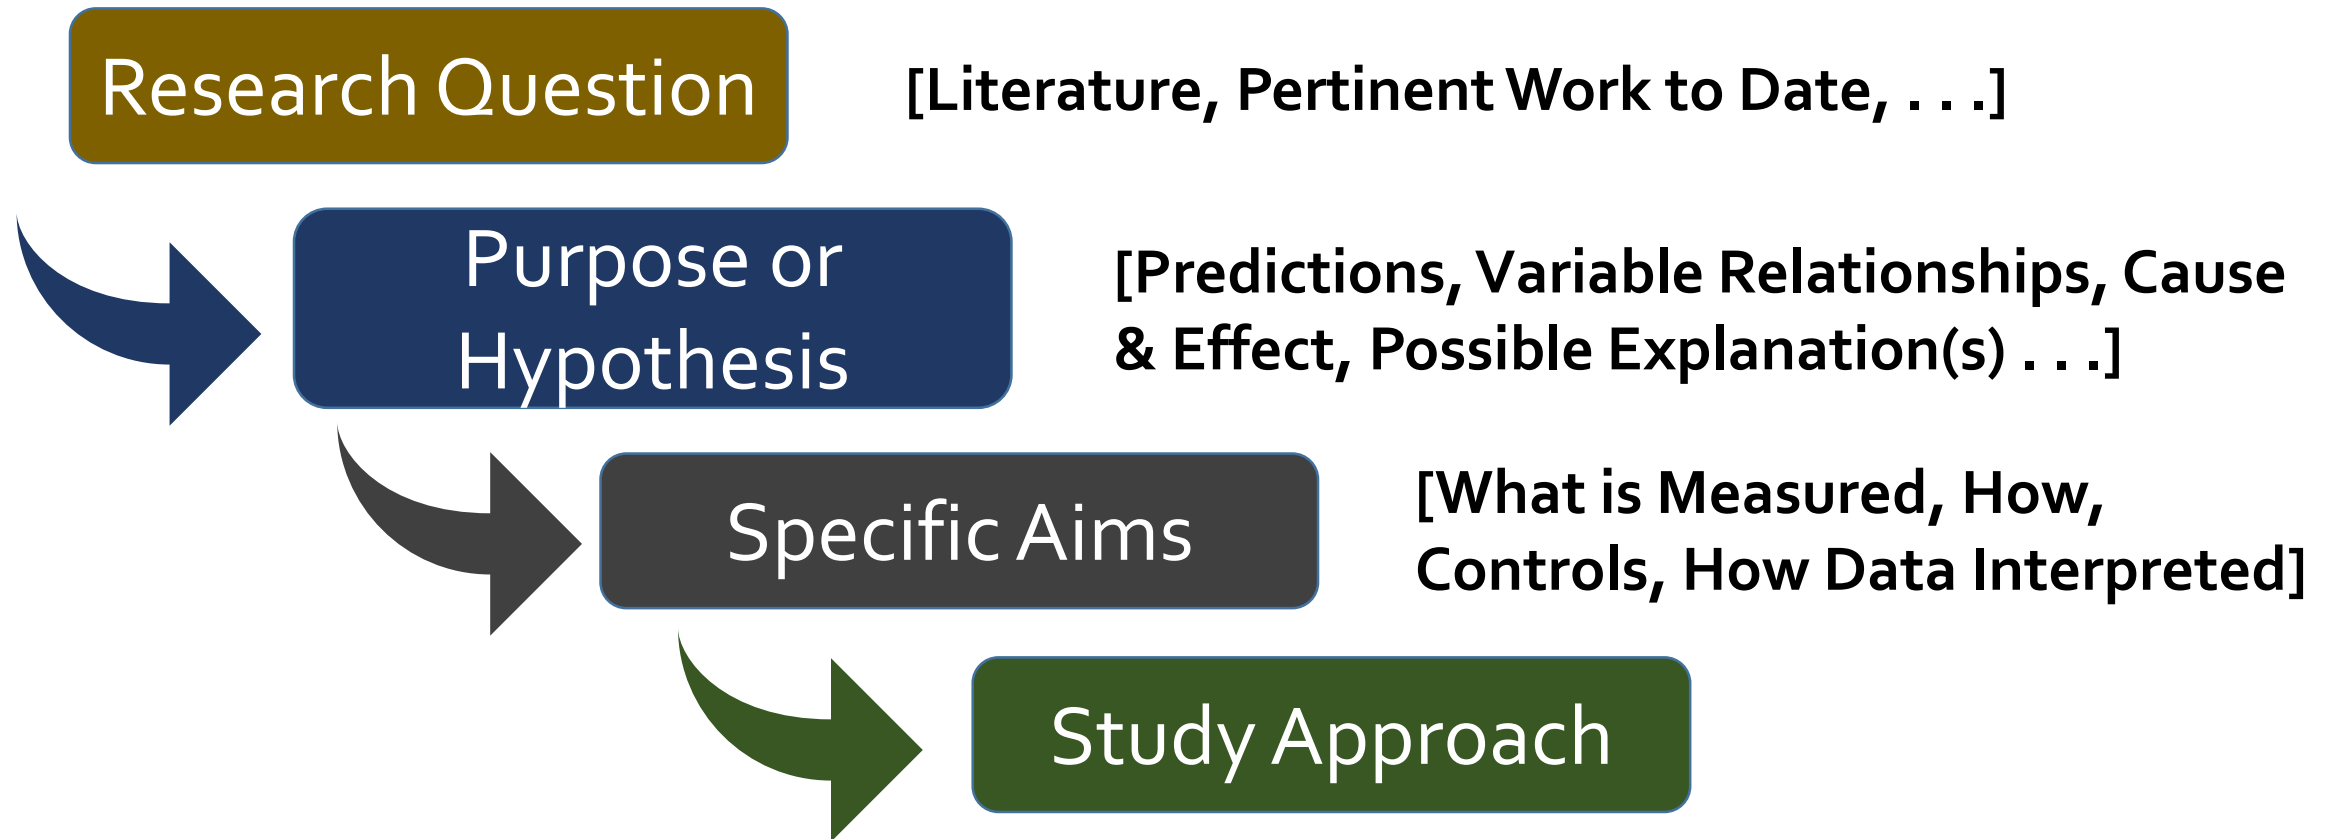 Research Question
[Literature, Pertinent Work to Date, . . .]
Purpose or
Hypothesis
[Predictions, Variable Relationships, Cause
& Effect, Possible Explanation(s) . . .]
Specific Aims
[What is Measured, How,
Controls, How Data Interpreted]
Study Approach